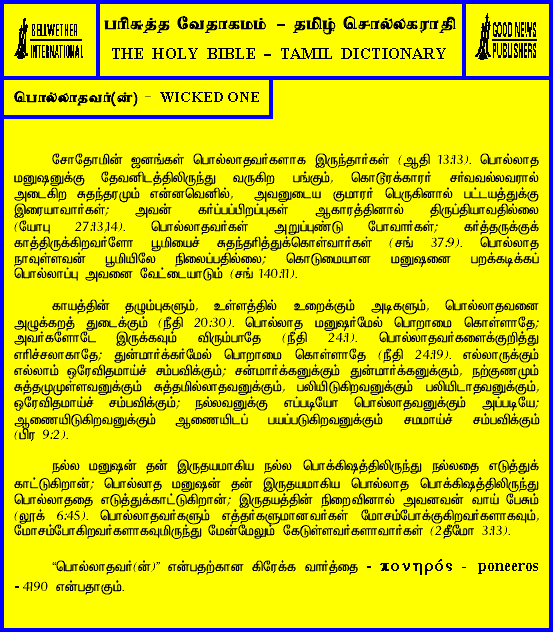 BELLWETHER
INTERNATIONAL
பரிசுத்த வேதாகமம் – தமிழ் சொல்லகராதி
THE HOLY BIBLE – TAMIL DICTIONARY
GOOD NEWS
PUBLISHERS
பொல்லாதவர்(ன்) – WICKED ONE
சோதோமின் ஜனங்கள் பொல்லாதவர்களாக இருந்தார்கள் (ஆதி 13:13). பொல்லாத
மனுஷனுக்கு தேவனிடத்திலிருந்து வருகிற பங்கும், கொடூரக்காரர் சர்வவல்லவரால்
அடைகிற சுதந்தரமும் என்னவெனில், அவனுடைய குமாரர் பெருகினால் பட்டயத்துக்கு
இரையாவார்கள்; அவன் கர்ப்பப்பிறப்புகள் ஆகாரத்தினால் திருப்தியாவதில்லை
(யோபு 27:13,14). பொல்லாதவர்கள் அறுப்புண்டு போவார்கள்; கர்த்தருக்குக்
காத்திருக்கிறவர்களோ பூமியைச் சுதந்தரித்துக்கொள்வார்கள் (சங் 37:9). பொல்லாத
நாவுள்ளவன் பூமியிலே நிலைப்பதில்லை; கொடுமையான மனுஷனை பறக்கடிக்கப்
பொல்லாப்பு அவனை வேட்டையாடும் (சங் 140:11).
காயத்தின் தழும்புகளும், உள்ளத்தில் உறைக்கும் அடிகளும், பொல்லாதவனை
அழுக்கறத் துடைக்கும் (நீதி 20:30). பொல்லாத மனுஷர்மேல் பொறாமை கொள்ளாதே;
அவர்களோடே இருக்கவும் விரும்பாதே (நீதி 24:1). பொல்லாதவர்களைக்குறித்து
எரிச்சலாகாதே; துன்மார்க்கர்மேல் பொறாமை கொள்ளாதே (நீதி 24:19). எல்லாருக்கும்
எல்லாம் ஒரேவிதமாய்ச் சம்பவிக்கும்; சன்மார்க்கனுக்கும் துன்மார்க்கனுக்கும், நற்குணமும்
சுத்தமுமுள்ளவனுக்கும் சுத்தமில்லாதவனுக்கும், பலியிடுகிறவனுக்கும் பலியிடாதவனுக்கும்,
ஒரேவிதமாய்ச் சம்பவிக்கும்; நல்லவனுக்கு எப்படியோ பொல்லாதவனுக்கும் அப்படியே;
ஆணையிடுகிறவனுக்கும் ஆணையிடப் பயப்படுகிறவனுக்கும் சமமாய்ச் சம்பவிக்கும்
(பிர 9:2).
நல்ல மனுஷன் தன் இருதயமாகிய நல்ல பொக்கிஷத்திலிருந்து நல்லதை எடுத்துக்
காட்டுகிறான்; பொல்லாத மனுஷன் தன் இருதயமாகிய பொல்லாத பொக்கிஷத்திலிருந்து
பொல்லாததை எடுத்துக்காட்டுகிறான்; இருதயத்தின் நிறைவினால் அவனவன் வாய் பேசும்
(லூக் 6:45). பொல்லாதவர்களும் எத்தர்களுமானவர்கள் மோசம்போக்குகிறவர்களாகவும்,
மோசம்போகிறவர்களாகவுமிருந்து மேன்மேலும் கேடுள்ளவர்களாவார்கள் (2தீமோ 3:13).
“பொல்லாதவர்(ன்)” என்பதற்கான கிரேக்க வார்த்தை - πονηρός - poneeros
- 4190 என்பதாகும்.